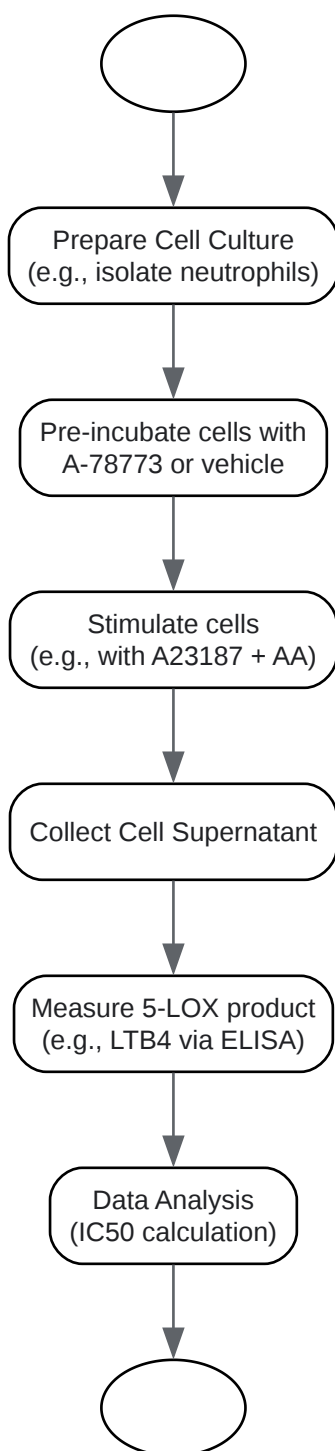 Prepare Cell Culture
(e.g., isolate neutrophils)
Pre-incubate cells with
A-78773 or vehicle
Stimulate cells
(e.g., with A23187 + AA)
Collect Cell Supernatant
Measure 5-LOX product
(e.g., LTB4 via ELISA)
Data Analysis
(IC50 calculation)